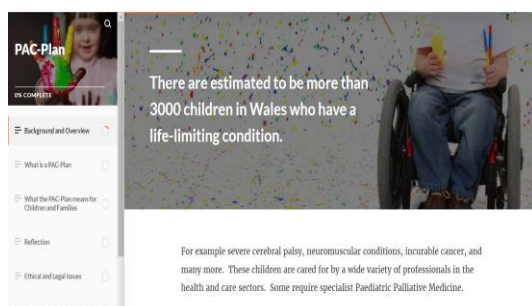 PAC-Plan
0% COMPLETE
Background and Overview
What is a PAC-Plan
What the PAC-Plan means for
Children and Families
Reflection
Ethical and Legal Issues
There are estimated to be more than
3000 children in Wales who have a
life-limiting condition.
For example severe cerebral palsy, neuromuscular conditions, incurable cancer, and
many more. These children are cared for by a wide variety of professionals in the
health and care sectors. Some require specialist Paediatric Palliative Medicine.